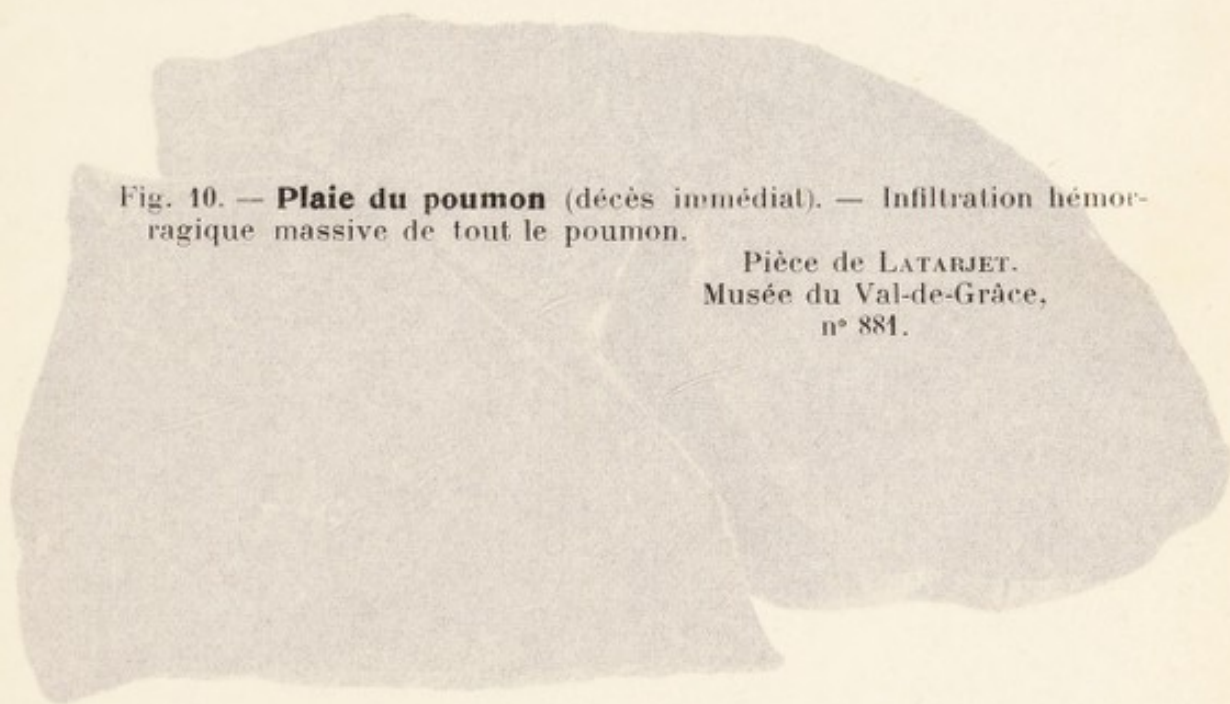 Fig. 10. — Plaie du poumon (décès immédiat). — Infiltration hémor-
ragique massive de tout le poumon.
Pièce de LATARJET.
Musée du Val-de-Grâce,
n° 881.